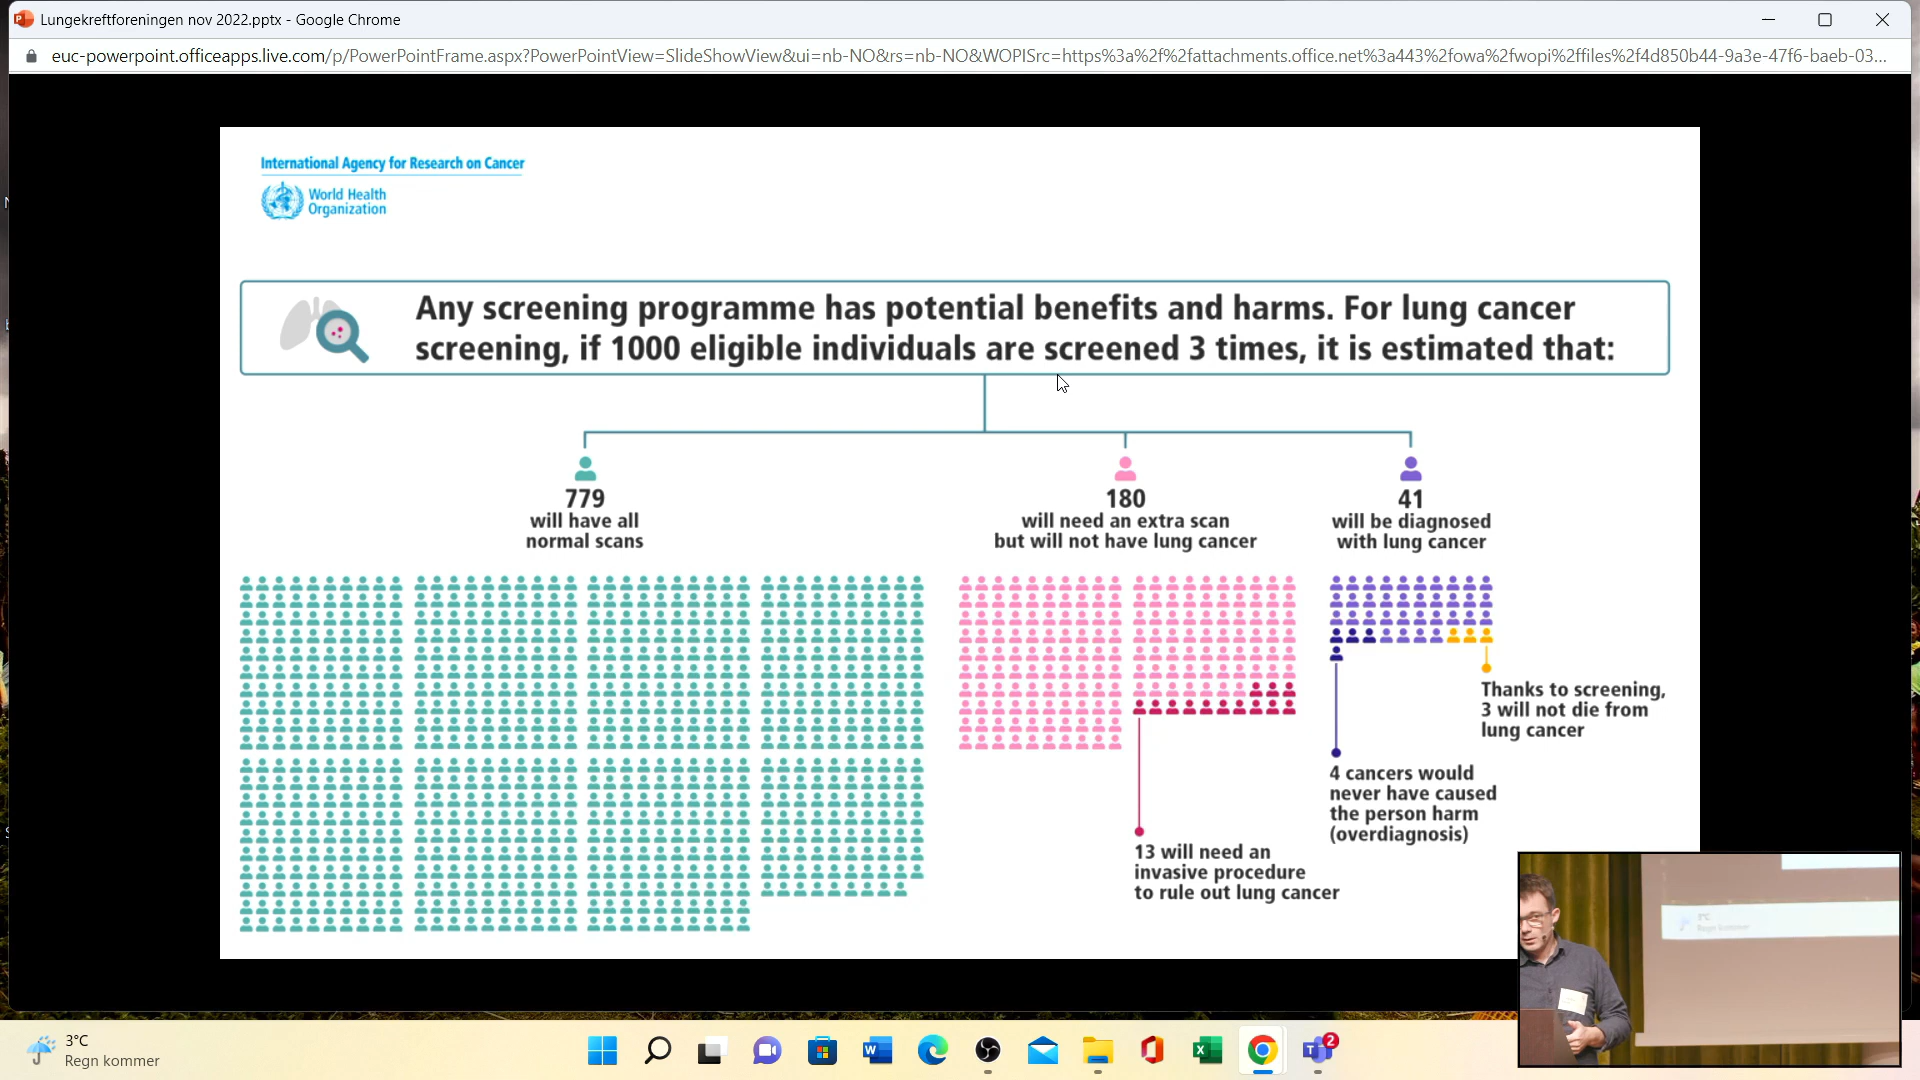 Lungekreftforeningen nov 2022.pptx - Google Chrome
euc-powerpoint.officeapps.live.com/p/PowerPointFrame.aspx?PowerPointView=SlideShowView&ui=nb-NO&rs=nb-NO&WOPISrc=https%3a%2f%2fattachments.office.net%3a443%2fowa%2fwopi%2ffiles%2f4d850b44-9a3e-47f6-baeb-03...
International Agency for Research on Cancer
World Health
Organization
Any screening programme has potential benefits and harms. For lung cancer
screening, if 1000 eligible individuals are screened 3 times, it is estimated that:
779
will have all
normal scans
180
will need an extra scan
but will not have lung cancer
41
will be diagnosed
with lung cancer
Thanks to screening,
3 will not die from
lung cancer
4 cancers would
never have caused
the person harm
(overdiagnosis)
13 will need an
invasive procedure
to rule out lung cancer
3°C
Regn kommer
3°C
Regn kommer
2